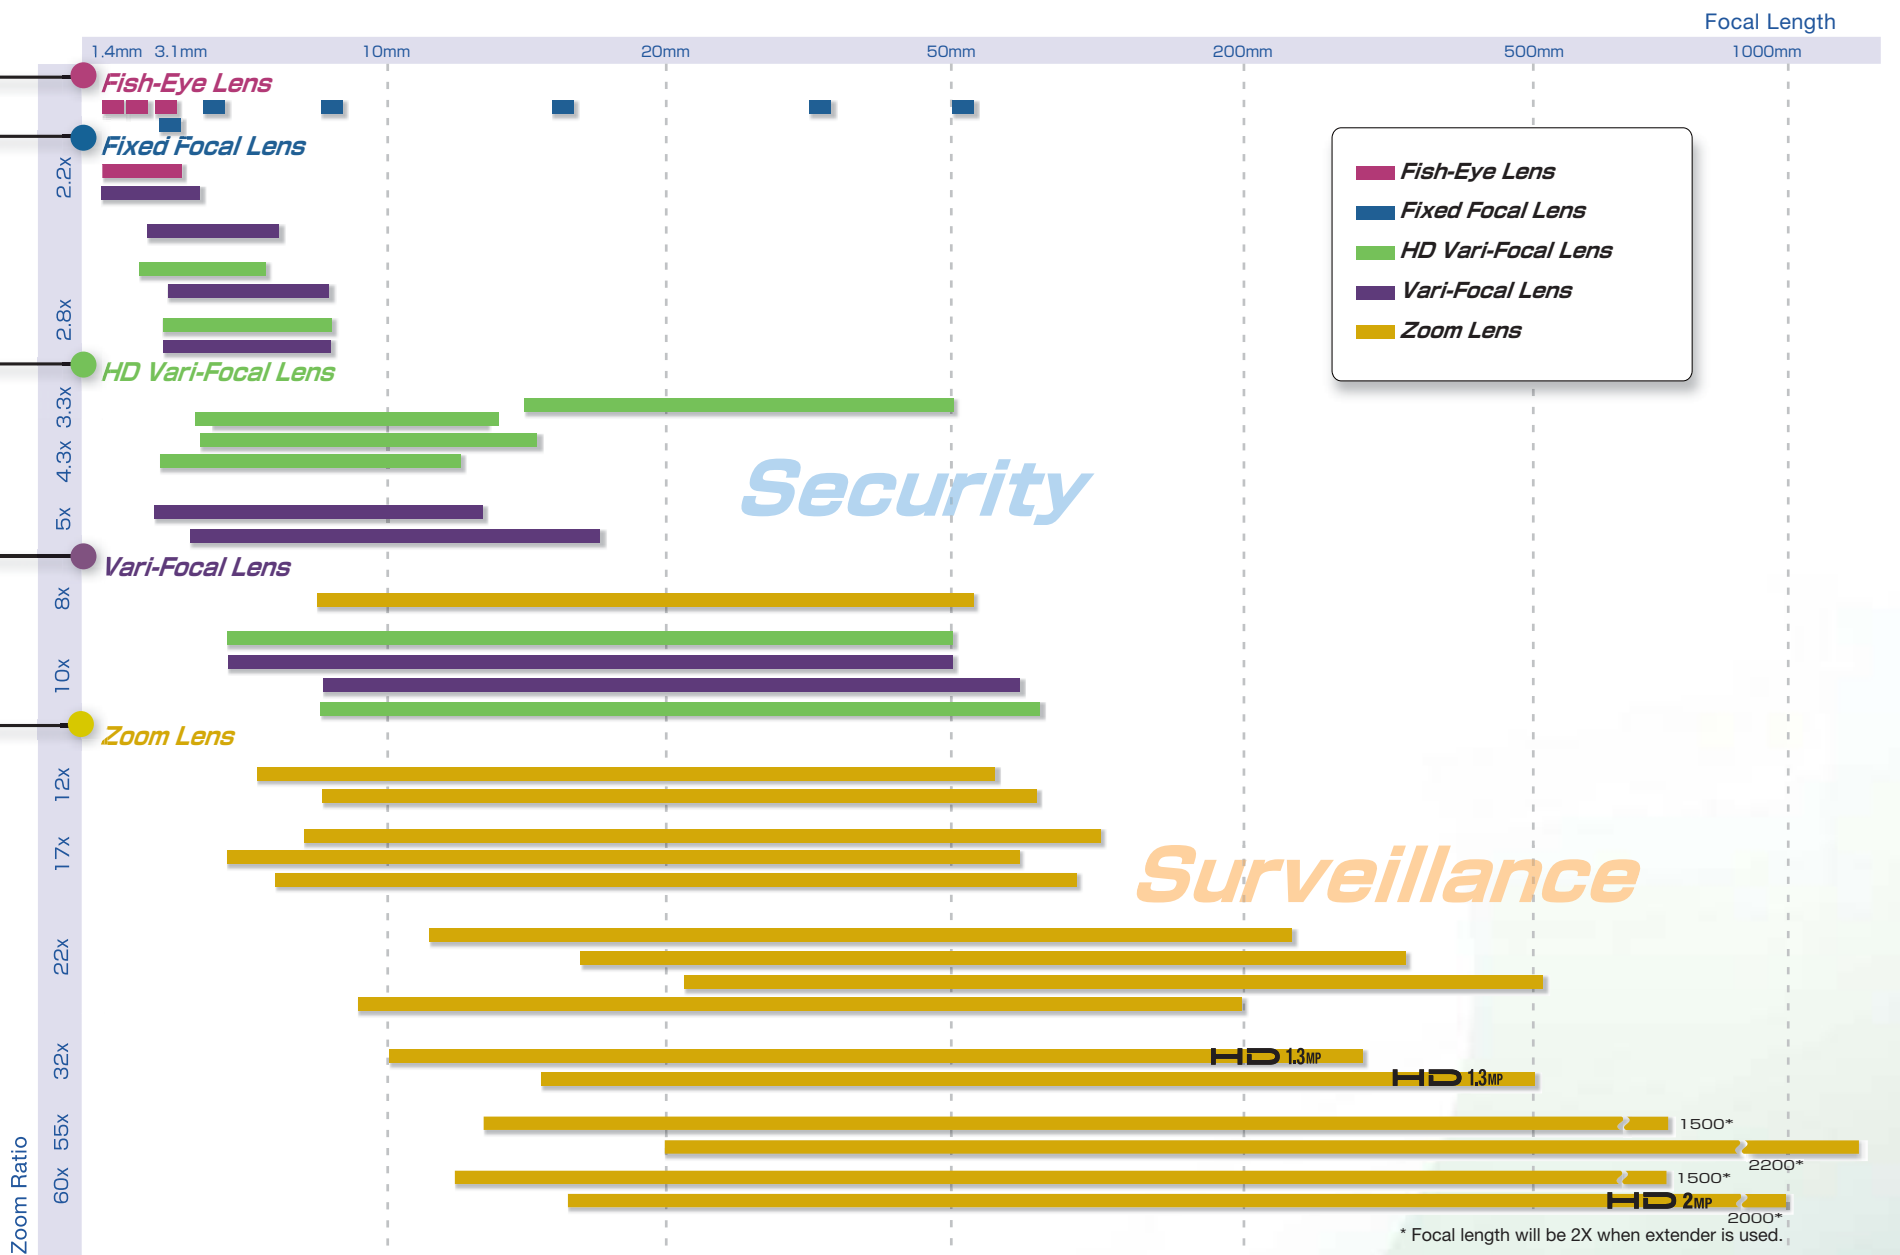 Focal Length
1.4mm 3.1mm 10mm 20mm 50mm 200mm 500mm 1000mm
Fish-Eye Lens
Fixed Focal Lens
2.2x
2.8x
HD Vari-Focal Lens
3.3x
4.3x
5x
Vari-Focal Lens
8x
10x
Zoom Lens
12x
17x
22x
32x
55x
60x
Zoom Ratio
Fish-Eye Lens
Fixed Focal Lens
HD Vari-Focal Lens
Vari-Focal Lens
Zoom Lens
Security
Surveillance
HD 1.3MP
HD 1.3MP
1500*
2200*
1500*
HD 2MP
2000*
* Focal length will be 2X when extender is used.